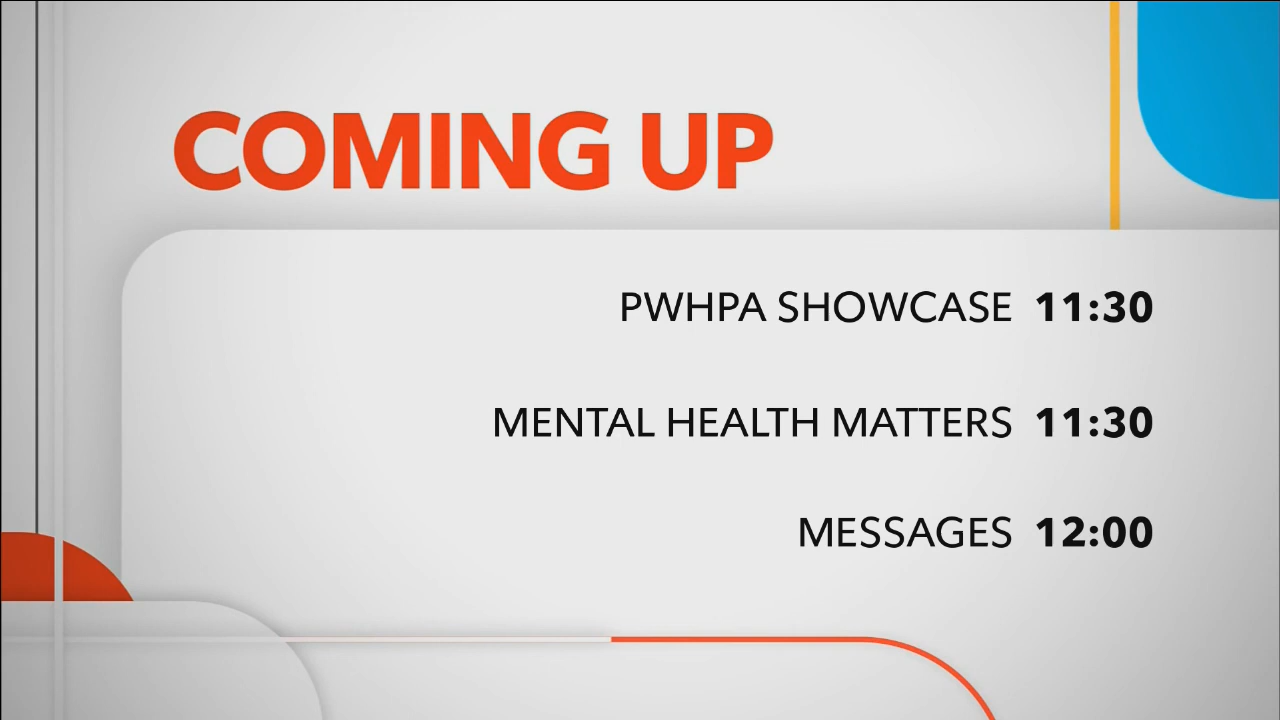 COMING UP
PWHPA SHOWCASE 11:30
MENTAL HEALTH MATTERS 11:30
MESSAGES 12:00